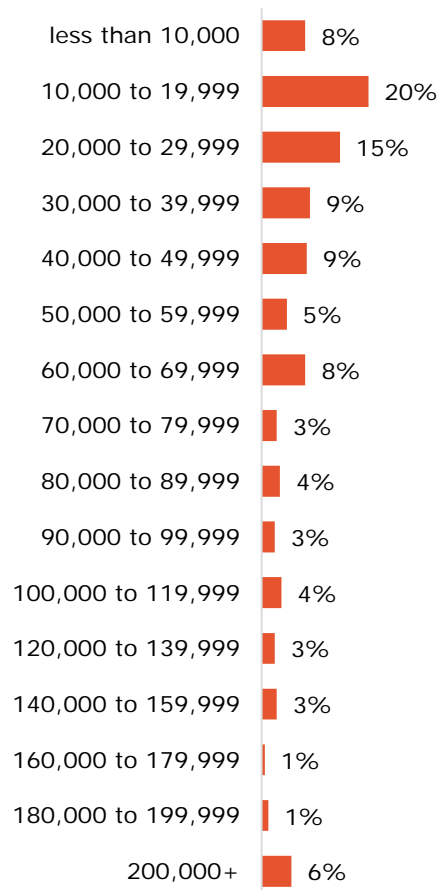 less than 10,000 8%
10,000 to 19,999 20%
20,000 to 29,999 15%
30,000 to 39,999 9%
40,000 to 49,999 9%
50,000 to 59,999 5%
60,000 to 69,999 8%
70,000 to 79,999 3%
80,000 to 89,999 4%
90,000 to 99,999 3%
100,000 to 119,999 4%
120,000 to 139,999 3%
140,000 to 159,999 3%
160,000 to 179,999 1%
180,000 to 199,999 1%
200,000+ 6%